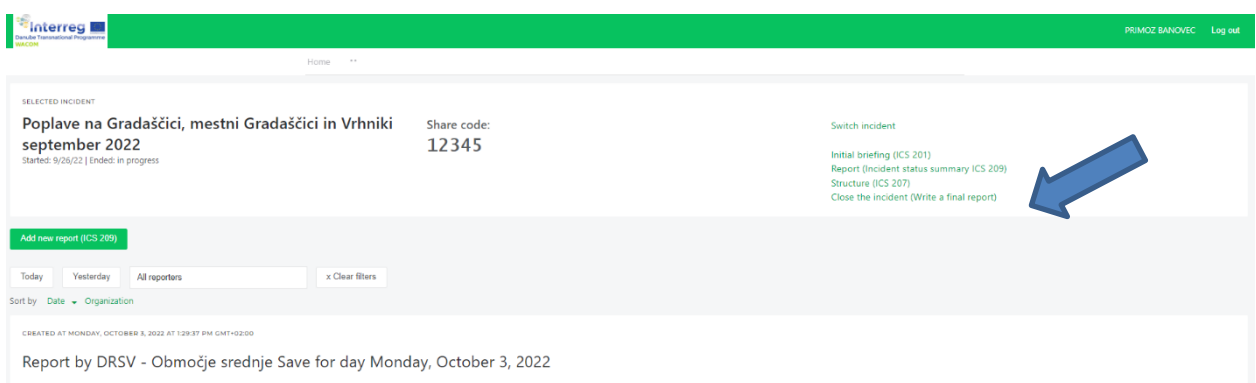 Interreg
Danube Transnational Programme
WACOM
PRIMOZ BANOVEC Log out
Home
SELECTED INCIDENT
Poplave na Gradaščici, mestni Gradaščici in Vrhniki
september 2022
Started: 9/26/22 | Ended: in progress
Share code:
12345
Switch incident
Initial briefing (ICS 201)
Report (Incident status summary ICS 209)
Structure (ICS 207)
Close the incident (Write a final report)
Add new report (ICS 209)
Today Yesterday All reporters x Clear filters
Sort by Date Organization
CREATED AT MONDAY, OCTOBER 3, 2022 AT 1:29:37 PM GMT+02:00
Report by DRSV - Območje srednje Save for day Monday, October 3, 2022